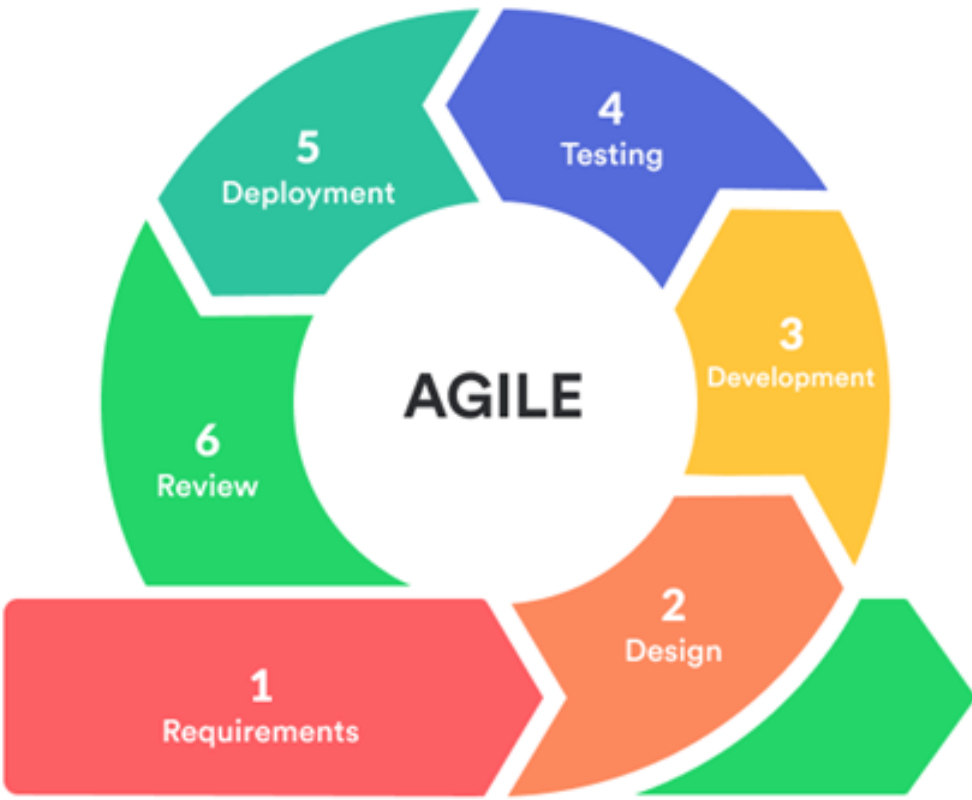 4
Testing
5
Deployment
3
Development
AGILE
6
Review
2
Design
1
Requirements